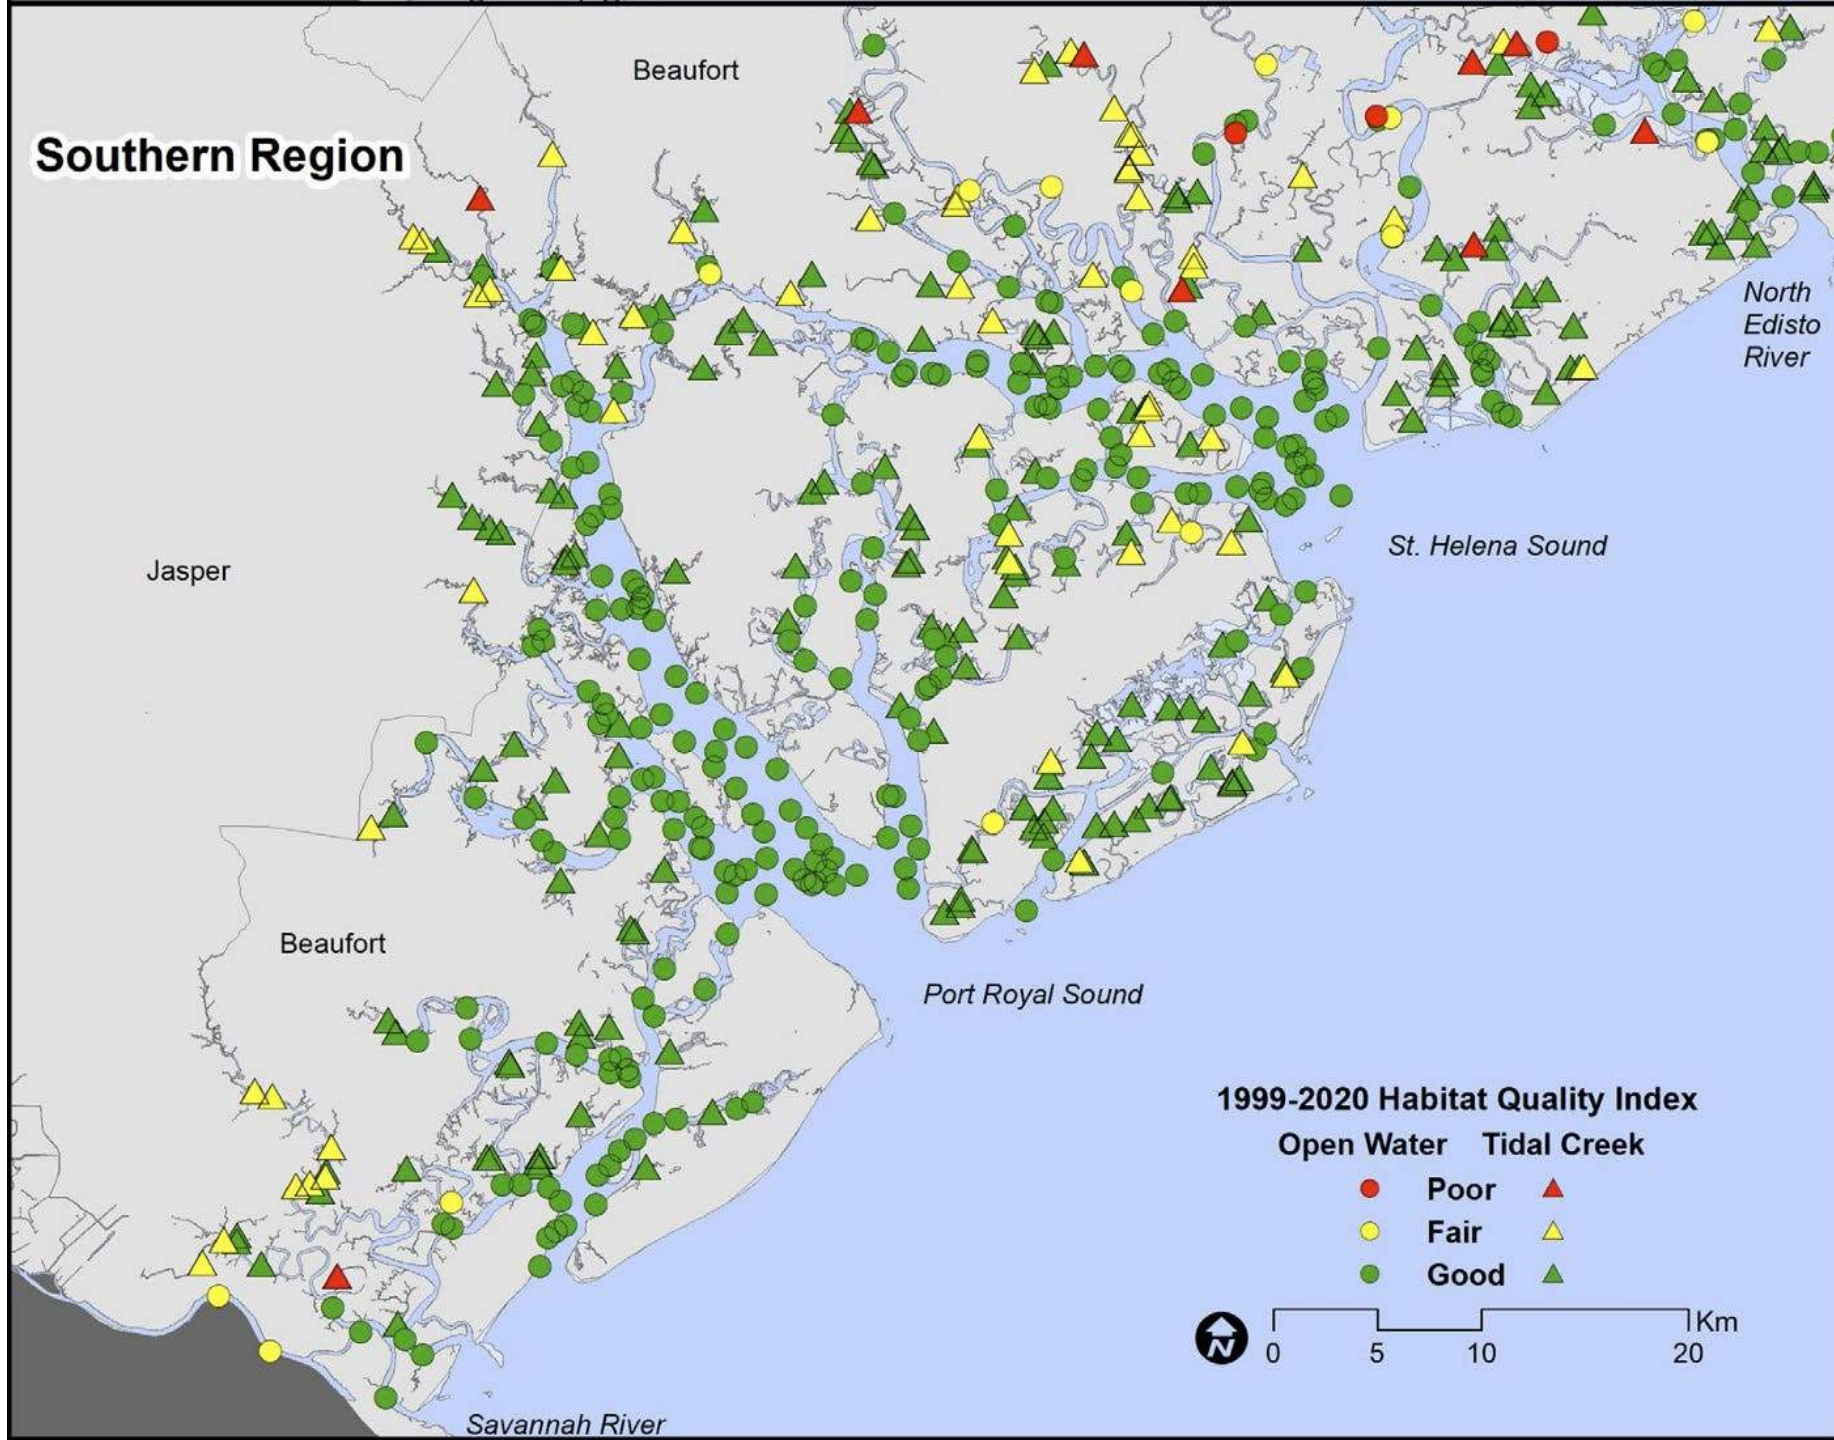 Beaufort
Southern Region
North
Edisto
River
St. Helena Sound
Jasper
Beaufort
Port Royal Sound
1999-2020 Habitat Quality Index
Open Water Tidal Creek
Poor
Fair
Good
Km
N
0 5 10 20
Savannah River